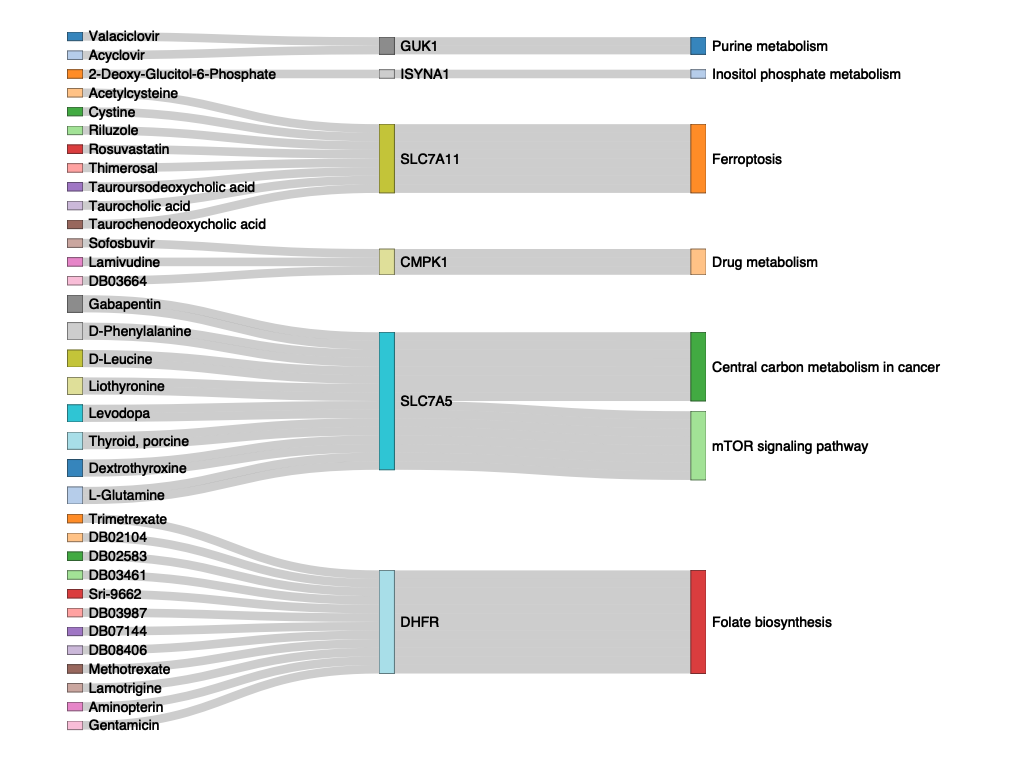 Valaciclovir
Acyclovir
2-Deoxy-Glucitol-6-Phosphate
Acetylcysteine
Cystine
Riluzole
Rosuvastatin
Thimerosal
Tauroursodeoxycholic acid
Taurocholic acid
Taurochenodeoxycholic acid
Sofosbuvir
Lamivudine
DB03664
Gabapentin
D-Phenylalanine
D-Leucine
Liothyronine
Levodopa
Thyroid, porcine
Dextrothyroxine
L-Glutamine
Trimetrexate
DB02104
DB02583
DB03461
Sri-9662
DB03987
DB07144
DB08406
Methotrexate
Lamotrigine
Aminopterin
Gentamicin
GUK1
ISYNA1
SLC7A11
CMPK1
SLC7A5
DHFR
Purine metabolism
Inositol phosphate metabolism
Ferroptosis
Drug metabolism
Central carbon metabolism in cancer
mTOR signaling pathway
Folate biosynthesis